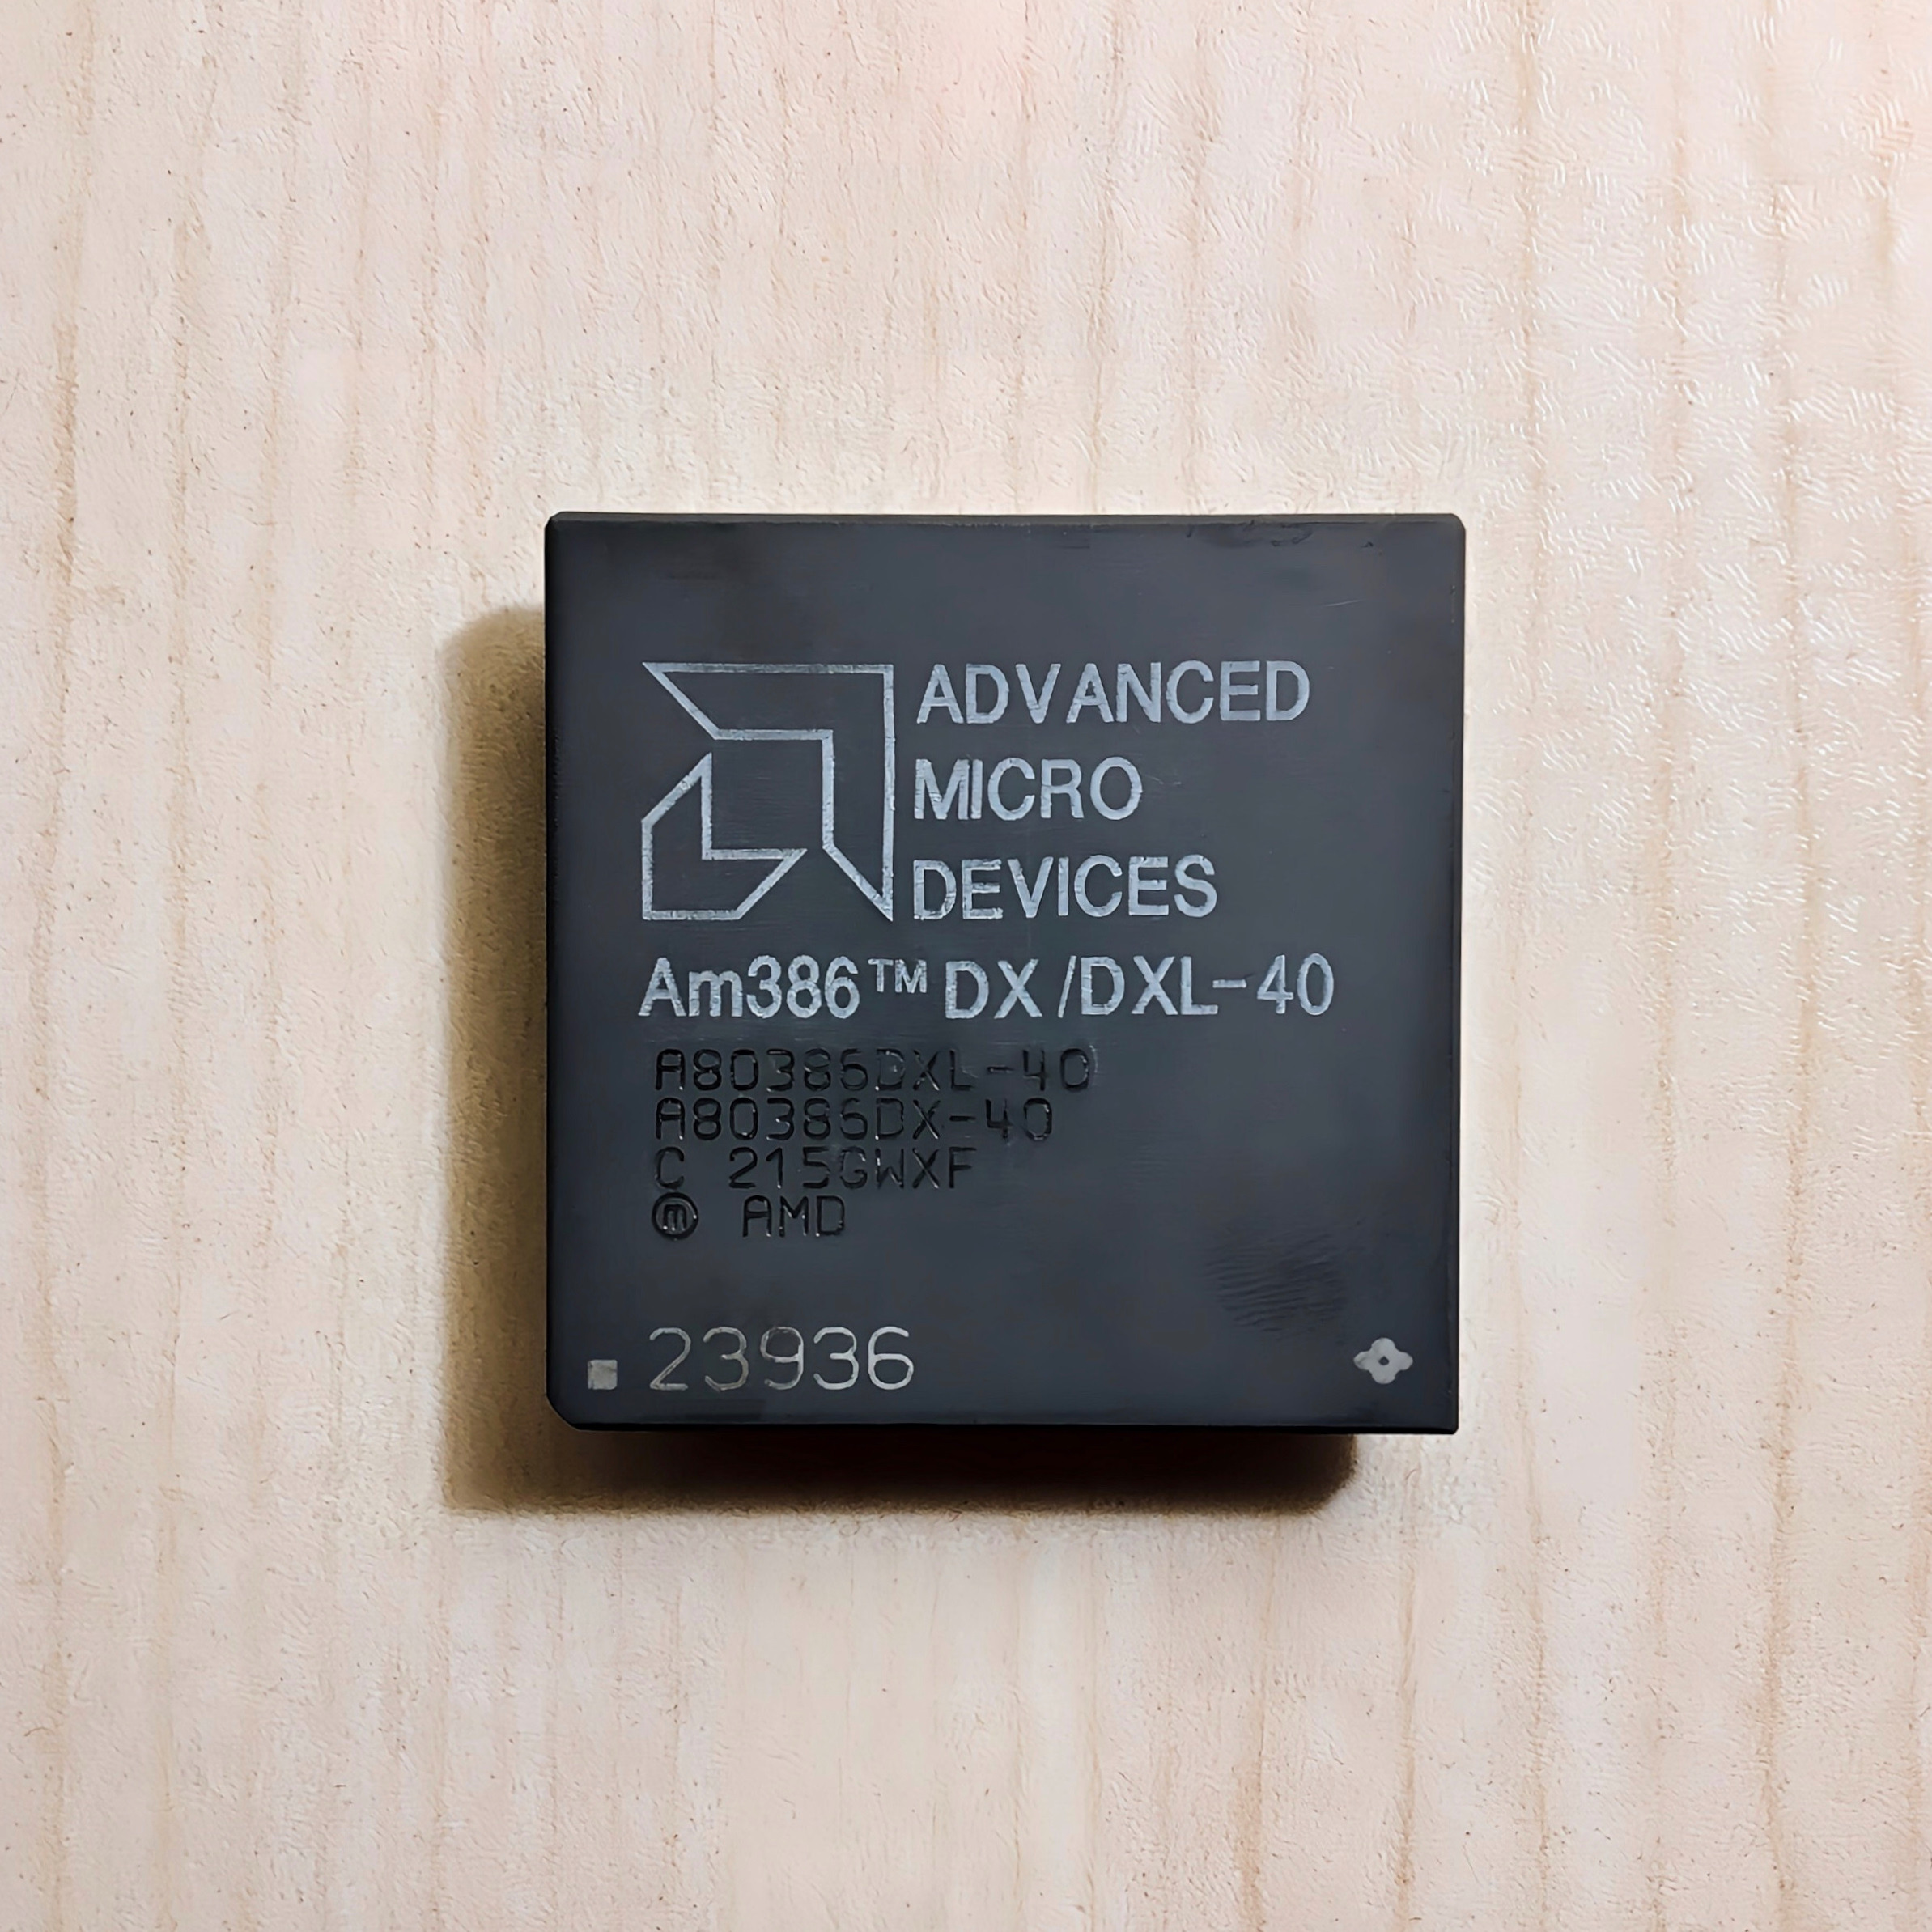 ADVANCED
MICRO
DEVICES
Am386™ DX/DXL-40
A80386DXL-40
A80386DX-40
C 215GWXF
ⓜ AMD
23936